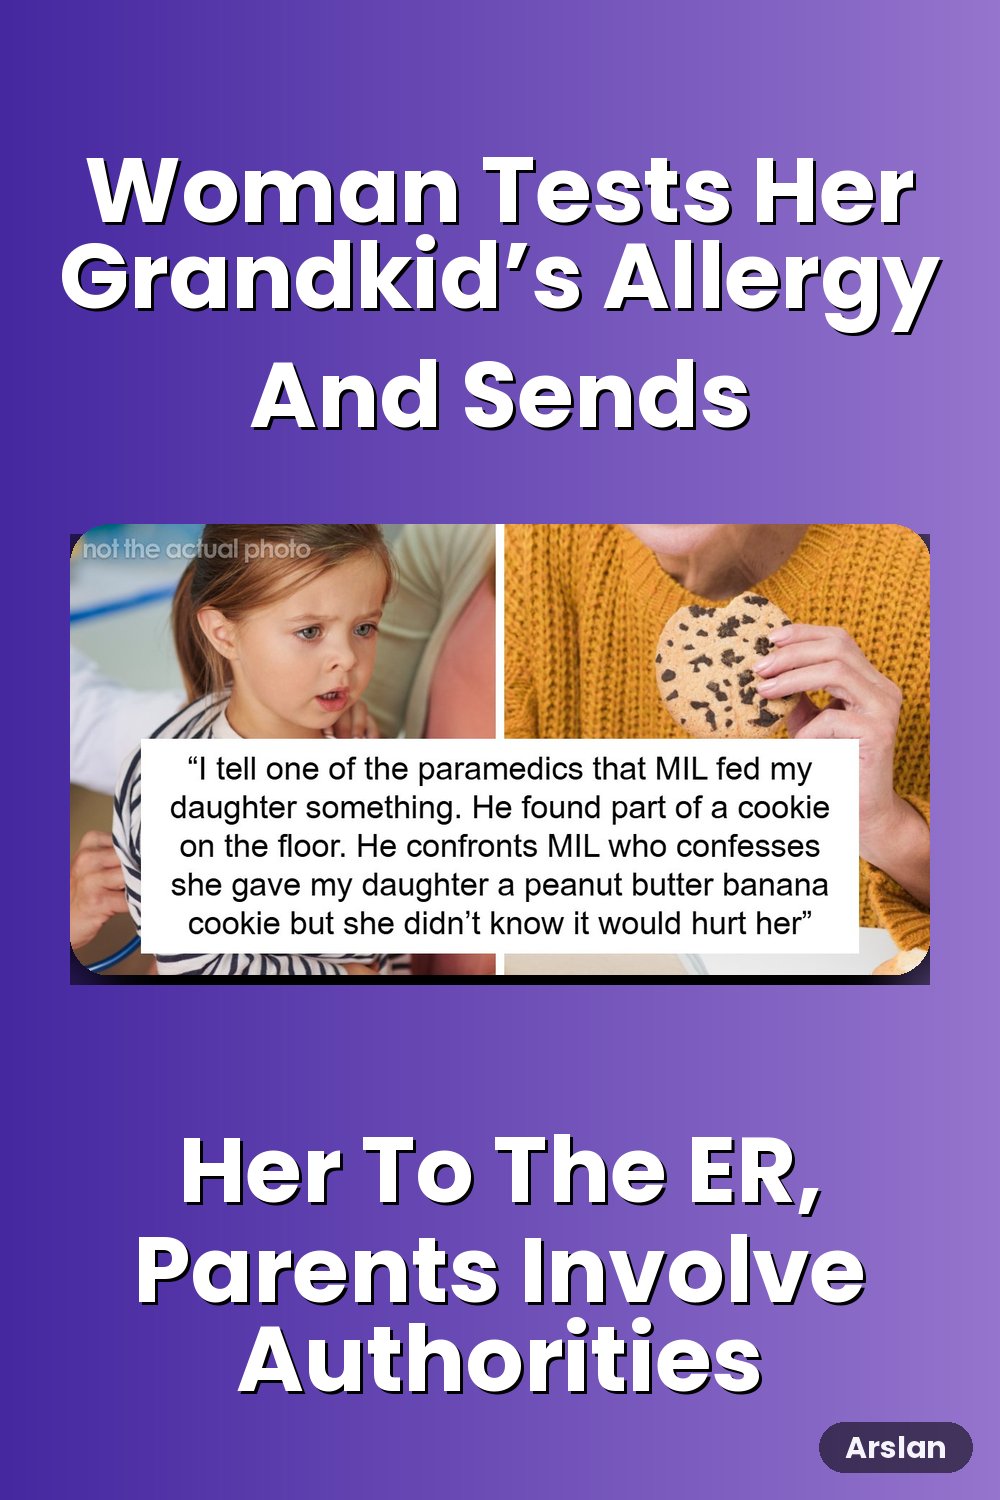 Woman Tests Her
Grandkid’s Allergy
And Sends
not the actual photo
“I tell one of the paramedics that MIL fed my
daughter something. He found part of a cookie
on the floor. He confronts MIL who confesses
she gave my daughter a peanut butter banana
cookie but she didn’t know it would hurt her”
Her To The ER,
Parents Involve
Authorities
Arslan